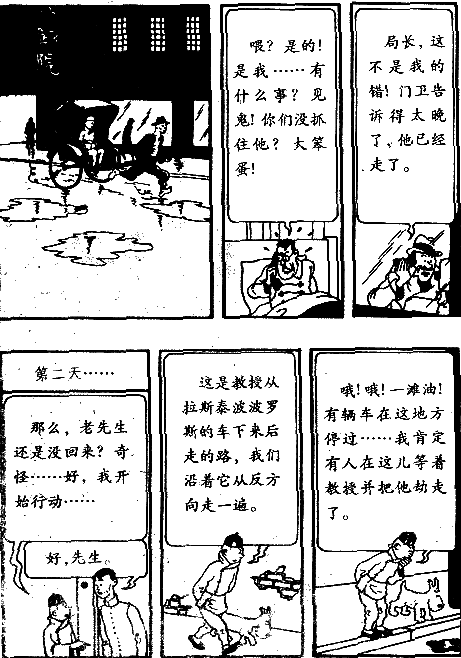 院
喂？是的！
是我……有
什么事？见
鬼！你们没抓
住他？大笨
蛋！
局长，这
不是我的
错！门卫告
诉得太晚
了，他已经
走了。
第二天……
那么，老先生
还是没回来？奇
怪……好，我开
始行动……
好，先生。
这是教授从
拉斯泰波波罗
斯的车下来后
走的路，我们
沿着它从反方
向走一遍。
哦！哦！一滩油！
有辆车在这地方
停过……我肯定
有人在这儿等着
教授并把他劫走
了。